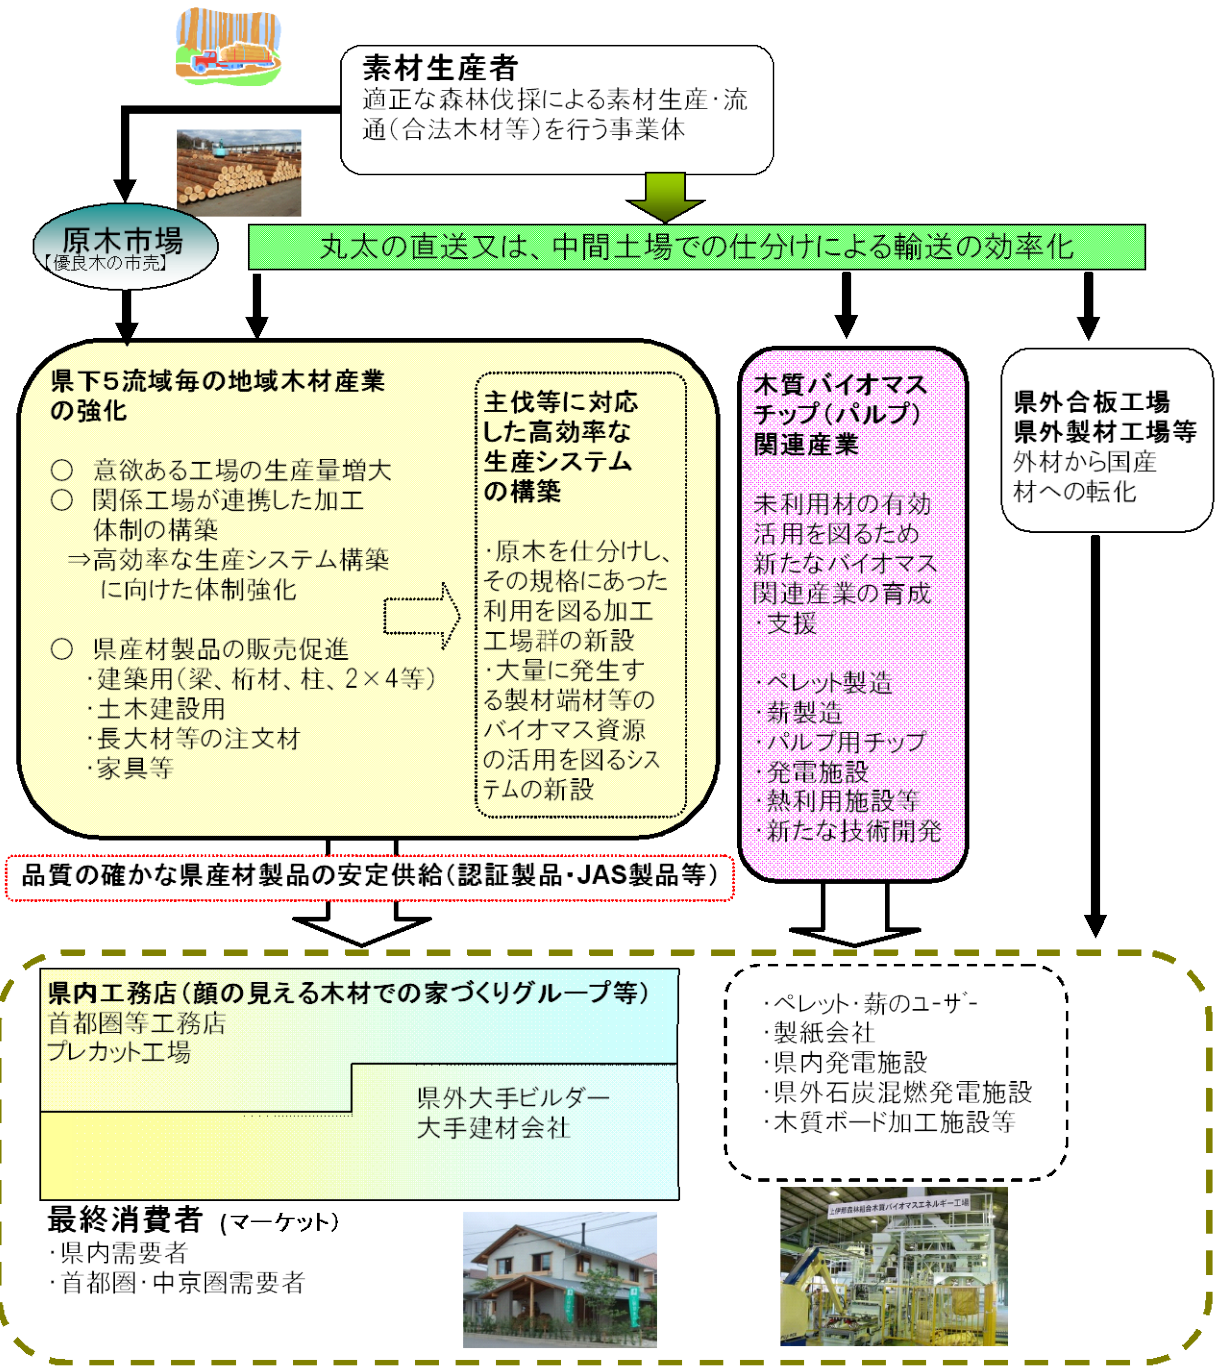 素材生産者
適正な森林伐採による素材生産・流
通(合法木材等)を行う事業体
原木市場
【優良木の市売】
丸太の直送又は、中間土場での仕分けによる輸送の効率化
県下5流域毎の地域木材産業
の強化
○ 意欲ある工場の生産量増大
○ 関係工場が連携した加工
体制の構築
⇒高効率な生産システム構築
に向けた体制強化
○ 県産材製品の販売促進
・建築用(梁、桁材、柱、2×4等)
・土木建設用
・長大材等の注文材
・家具等
主伐等に対応
した高効率な
生産システム
の構築
・原木を仕分けし、
その規格にあった
利用を図る加工
工場群の新設
・大量に発生す
る製材端材等の
バイオマス資源
の活用を図るシス
テムの新設
木質バイオマス
チップ(パルプ)
関連産業
未利用材の有効
活用を図るため
新たなバイオマス
関連産業の育成
・支援
・ペレット製造
・薪製造
・パルプ用チップ
・発電施設
・熱利用施設等
・新たな技術開発
県外合板工場
県外製材工場等
外材から国産
材への転化
品質の確かな県産材製品の安定供給(認証製品・JAS製品等)
県内工務店(顔の見える木材での家づくりグループ等)
首都圏等工務店
プレカット工場
県外大手ビルダー
大手建材会社
・ペレット・薪のユーザー
・製紙会社
・県内発電施設
・県外石炭混燃発電施設
・木質ボード加工施設等
最終消費者 (マーケット)
・県内需要者
・首都圏・中京圏需要者
上伊那森林組合木質バイオマスエネルギー工場